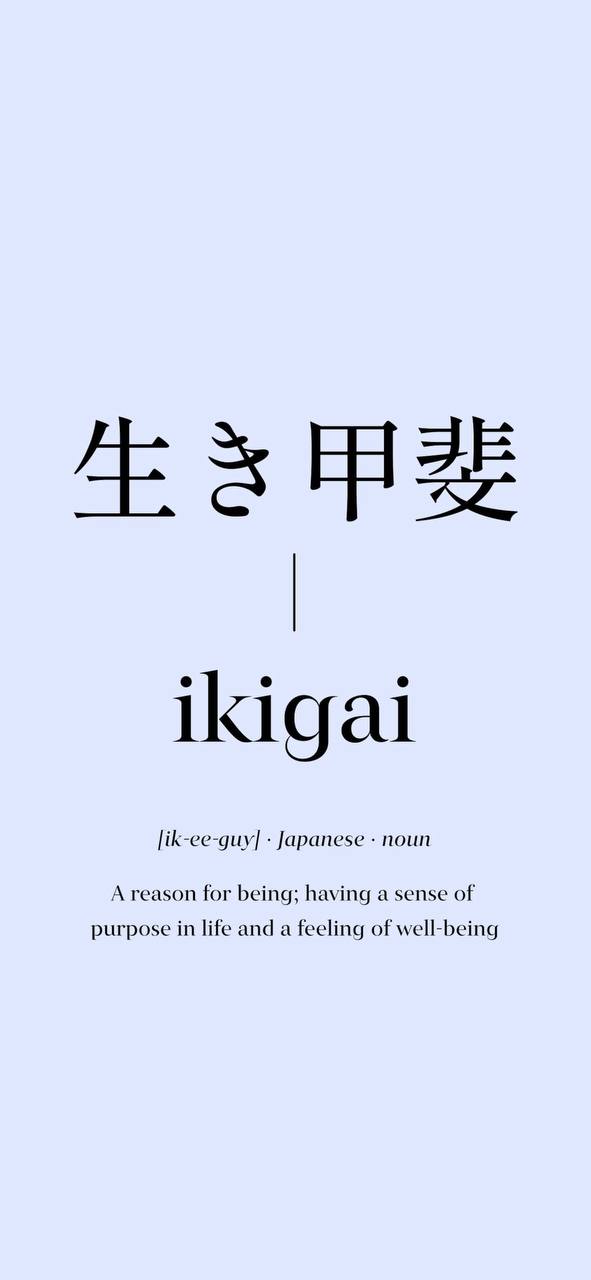 生き甲斐
ikigai
[ik-ee-guy] · Japanese · noun
A reason for being; having a sense of
purpose in life and a feeling of well-being